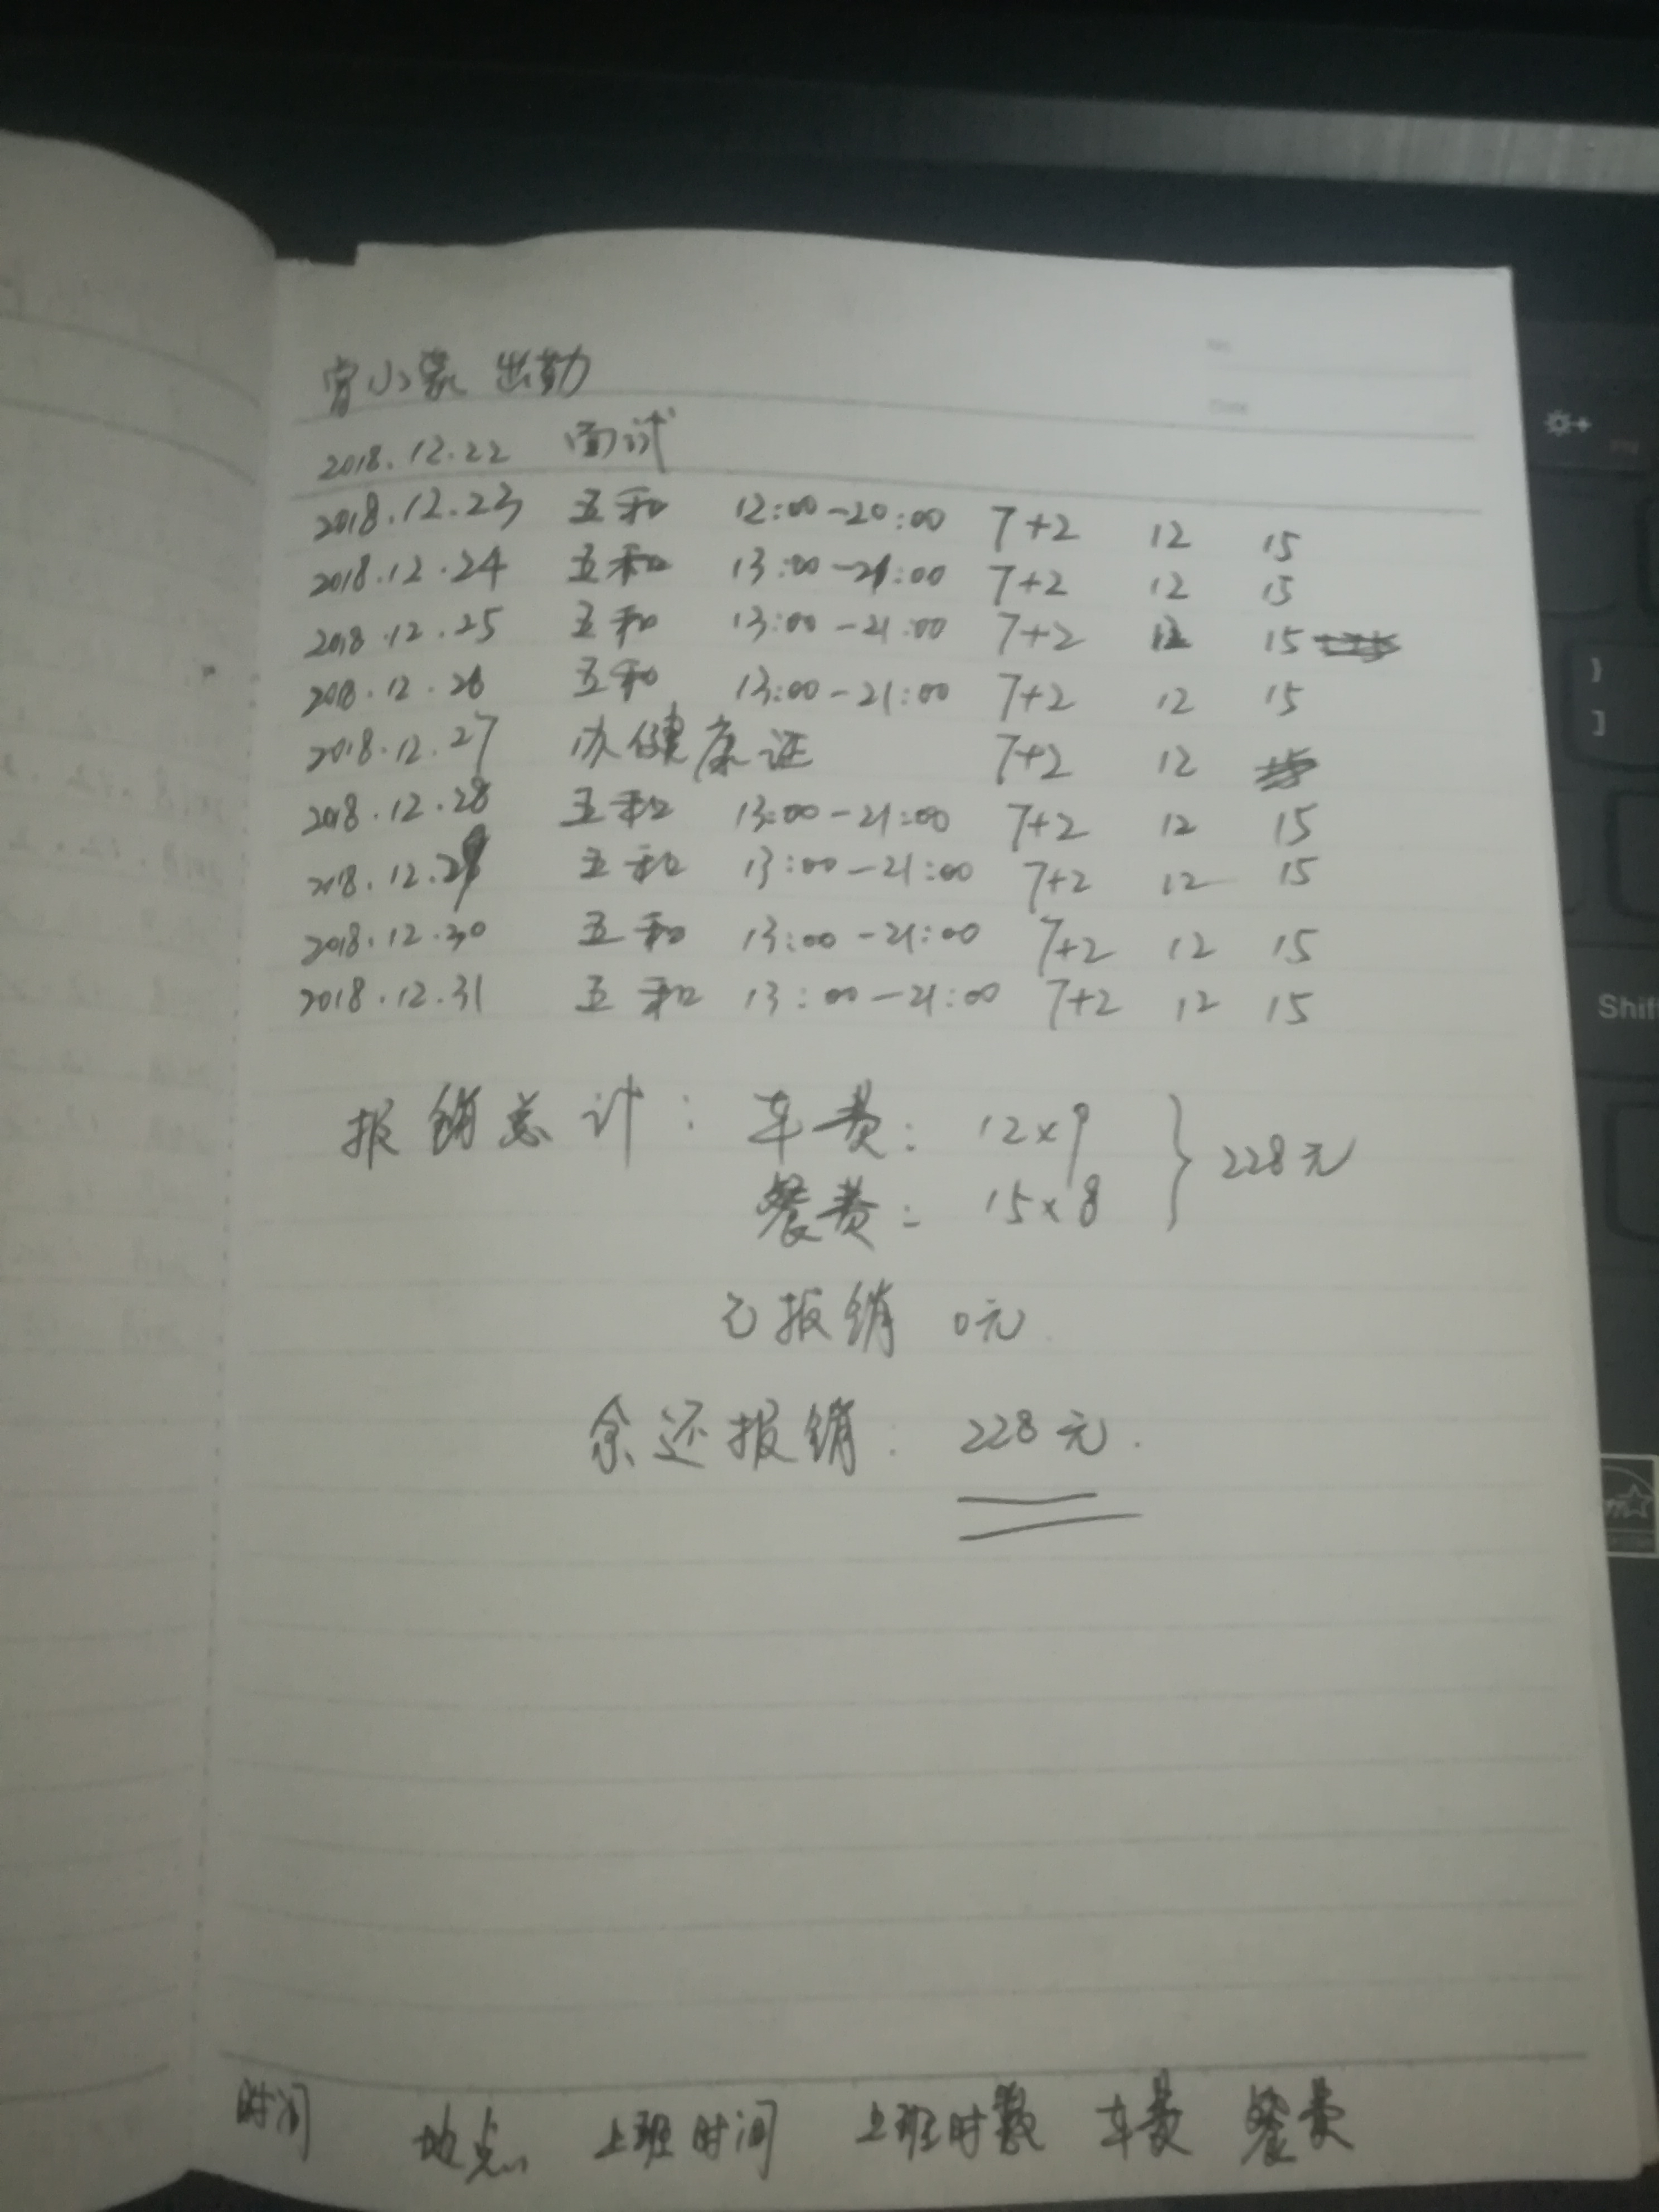 曾小蒙 出勤
2018.12.22 面试
2018.12.23 五和 12:00-20:00 7+2 12 15
2018.12.24 五和 13:00-21:00 7+2 12 15
2018.12.25 五和 13:00-21:00 7+2 12 15
2018.12.26 五和 13:00-21:00 7+2 12 15
2018.12.27 办健康证 7+2 12
2018.12.28 五和 13:00-21:00 7+2 12 15
2018.12.29 五和 13:00-21:00 7+2 12 15
2018.12.30 五和 13:00-21:00 7+2 12 15
2018.12.31 五和 13:00-21:00 7+2 12 15
报销总计: 车费: 12×9 } 228元
餐费: 15×8
已报销 0元
余还报销: 228元.
时间 地点 上班时间 上班时数 车费 餐费
Shif